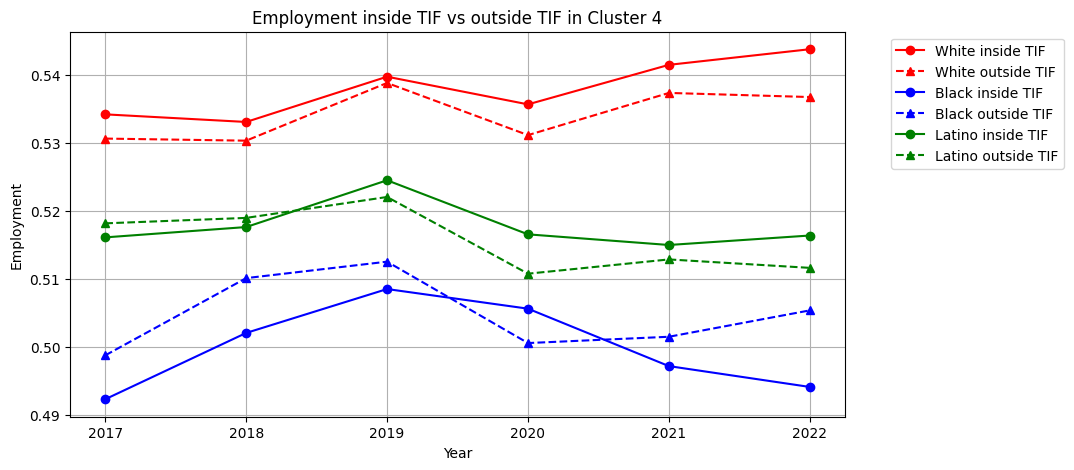 Employment inside TIF vs outside TIF in Cluster 4
White inside TIF
White outside TIF
Black inside TIF
Black outside TIF
Latino inside TIF
Latino outside TIF
Employment
0.54
0.53
0.52
0.51
0.50
0.49
2017 2018 2019 2020 2021 2022
Year